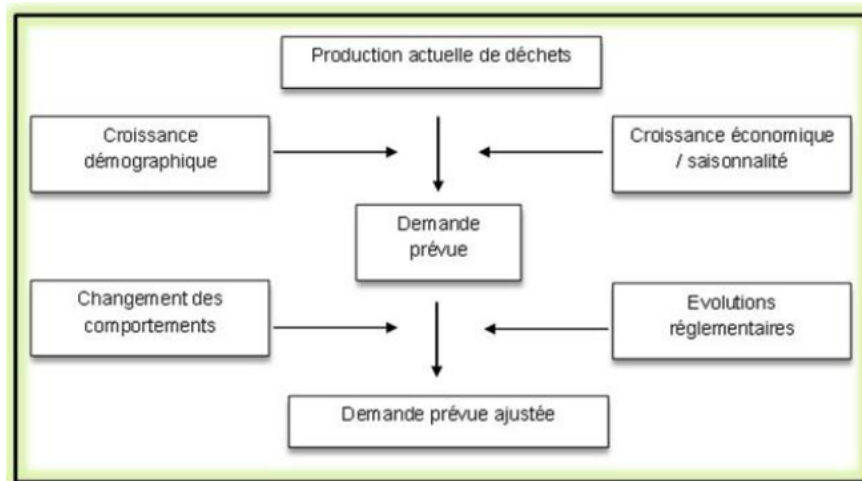 Production actuelle de déchets
Croissance
démographique
Croissance économique
/ saisonnalité
Demande
prévue
Changement des
comportements
Evolutions
réglementaires
Demande prévue ajustée